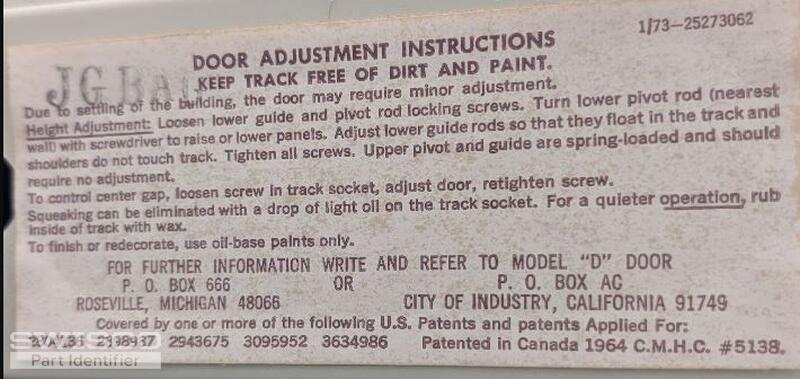 1/73-25273062
DOOR ADJUSTMENT INSTRUCTIONS
JG BA
KEEP TRACK FREE OF DIRT AND PAINT.
Due to settling of the building, the door may require minor adjustment.
Height Adjustment: Loosen lower guide and pivot rod locking screws. Turn lower pivot rod (nearest
wall) with screwdriver to raise or lower panels. Adjust lower guide rods so that they float in the track and
shoulders do not touch track. Tighten all screws. Upper pivot and guide are spring-loaded and should
require no adjustment.
To control center gap, loosen screw in track socket, adjust door, retighten screw.
Squeaking can be eliminated with a drop of light oil on the track socket. For a quieter operation, rub
inside of track with wax.
To finish or redecorate, use oil-base paints only.
FOR FURTHER INFORMATION WRITE AND REFER TO MODEL "D" DOOR
P. O. BOX 666 OR P. O. BOX AG
ROSEVILLE, MICHIGAN 48066 CITY OF INDUSTRY, CALIFORNIA 91749
Covered by one or more of the following U.S. Patents and patents Applied For:
2943675 3095952 3634986 Patented in Canada 1964 C.M.H.C. #5138.
SWISCO
Part Identifier